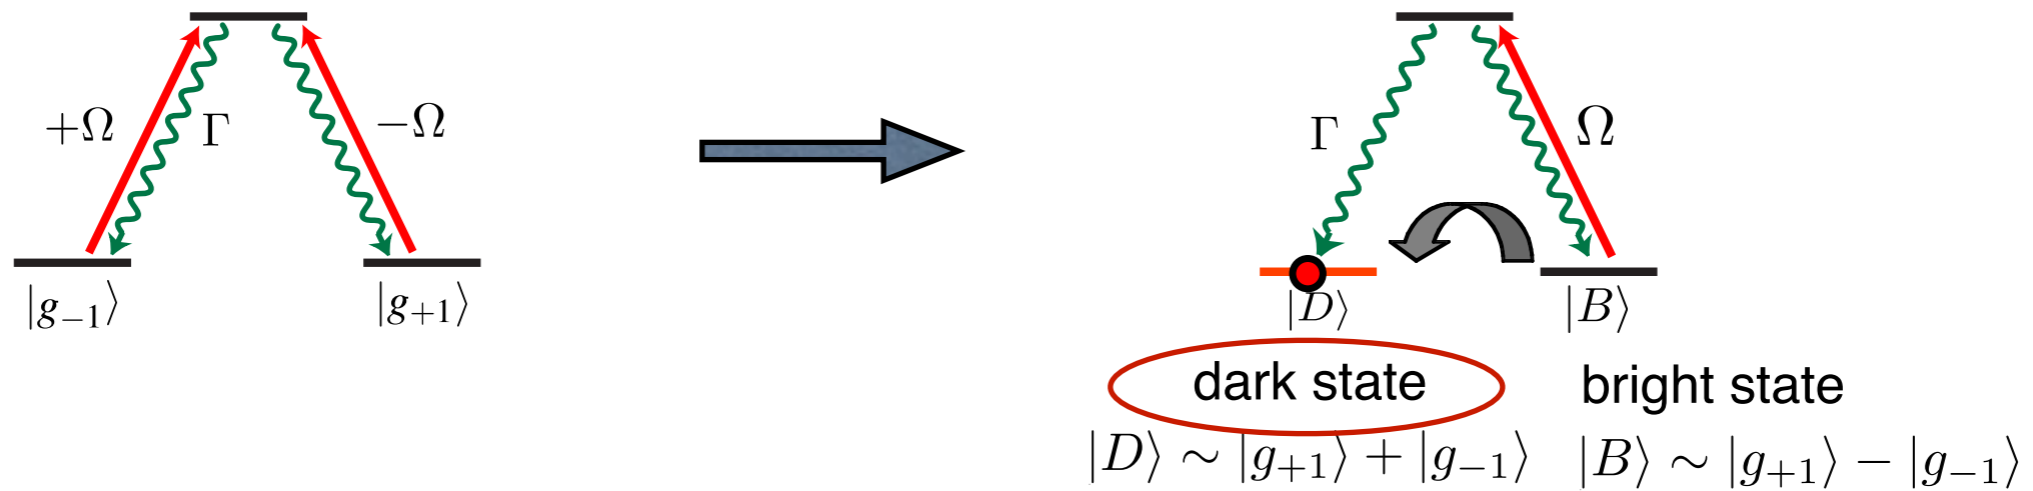 +Ω Γ −Ω
|g₋₁⟩ |g₊₁⟩
Γ Ω
|D⟩ |B⟩
dark state bright state
|D⟩ ∼ |g₊₁⟩ + |g₋₁⟩ |B⟩ ∼ |g₊₁⟩ − |g₋₁⟩